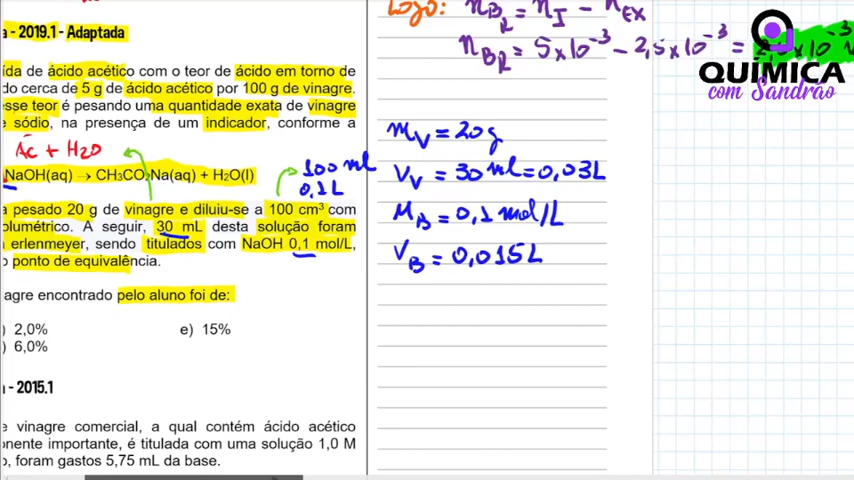 Logo: nBR = nI - nEX
nBR = 5x10-3 - 2,5x10-3 =
QUÍMICA
com Sandrão
a - 2019.1 - Adaptada
ida de ácido acético com o teor de ácido em torno de
do cerca de 5 g de ácido acético por 100 g de vinagre.
esse teor é pesando uma quantidade exata de vinagre
e sódio, na presença de um indicador, conforme a
Ac + H2O
NaOH(aq) → CH3CO2Na(aq) + H2O(l)
100 ml
0,1L
a pesado 20 g de vinagre e diluiu-se a 100 cm3 com
olumétrico. A seguir, 30 mL desta solução foram
a erlenmeyer, sendo titulados com NaOH 0,1 mol/L,
o ponto de equivalência.
agre encontrado pelo aluno foi de:
) 2,0% e) 15%
) 6,0%
mV = 20g
VV = 30 ml = 0,03L
MB = 0,1 mol/L
VB = 0,015L
- 2015.1
e vinagre comercial, a qual contém ácido acético
onente importante, é titulada com uma solução 1,0 M
o, foram gastos 5,75 mL da base.